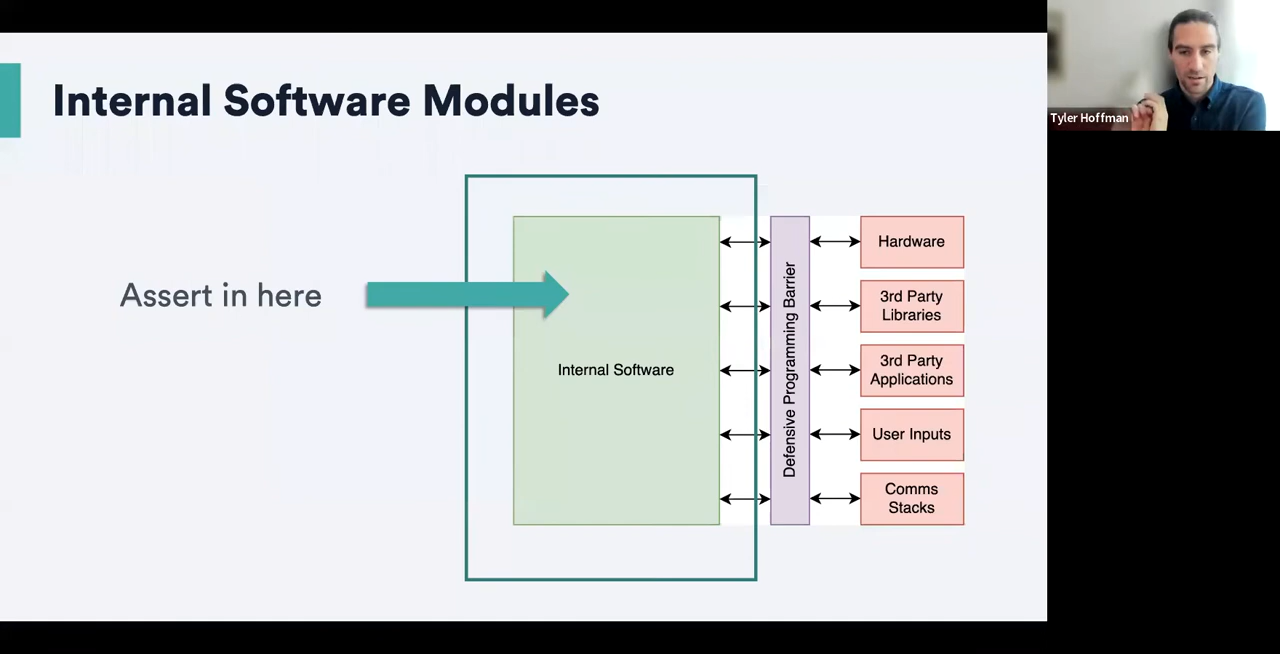 Internal Software Modules
Tyler Hoffman
Assert in here
Internal Software
Defensive Programming Barrier
Hardware
3rd Party
Libraries
3rd Party
Applications
User Inputs
Comms
Stacks